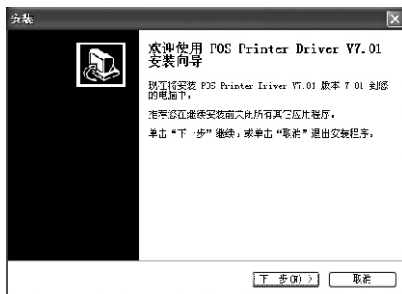 安装
欢迎使用 POS Printer Driver V7.01
安装向导
现在将安装 POS Printer Driver V7.01 版本 7.01 到您
的电脑中。
推荐您在继续安装前关闭所有其它应用程序。
单击“下一步”继续，或单击“取消”退出安装程序。
下一步(N) >
取消